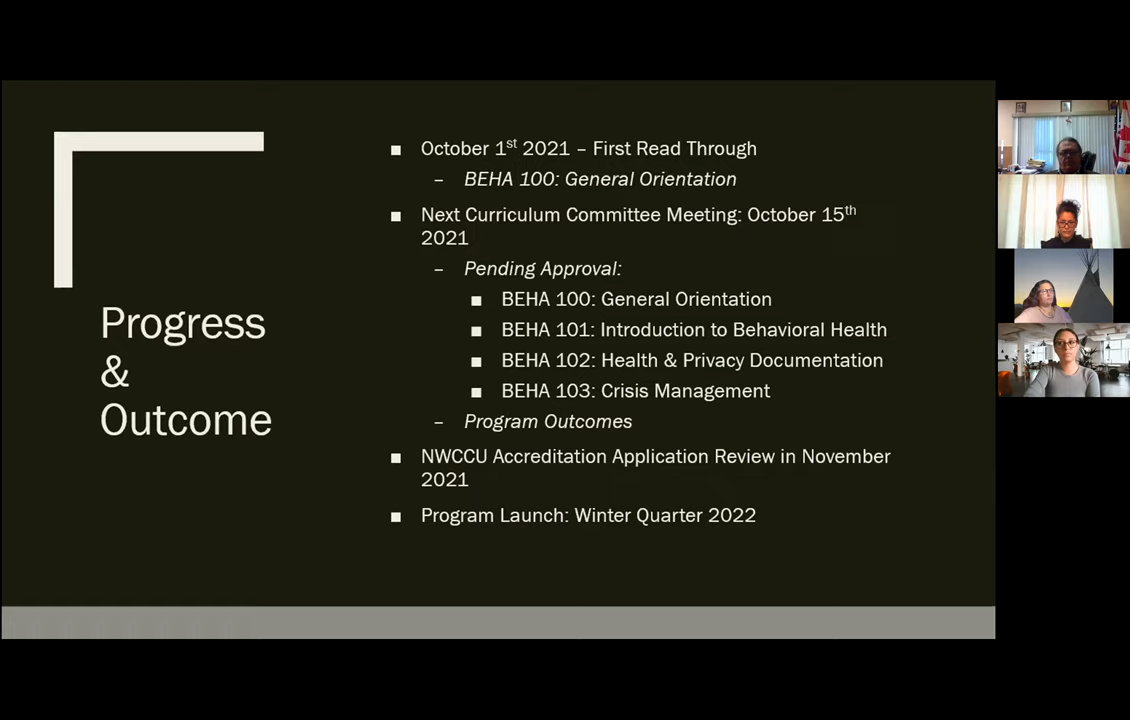 Progress
&
Outcome
■ October 1st 2021 – First Read Through
– BEHA 100: General Orientation
■ Next Curriculum Committee Meeting: October 15th
2021
– Pending Approval:
■ BEHA 100: General Orientation
■ BEHA 101: Introduction to Behavioral Health
■ BEHA 102: Health & Privacy Documentation
■ BEHA 103: Crisis Management
– Program Outcomes
■ NWCCU Accreditation Application Review in November
2021
■ Program Launch: Winter Quarter 2022